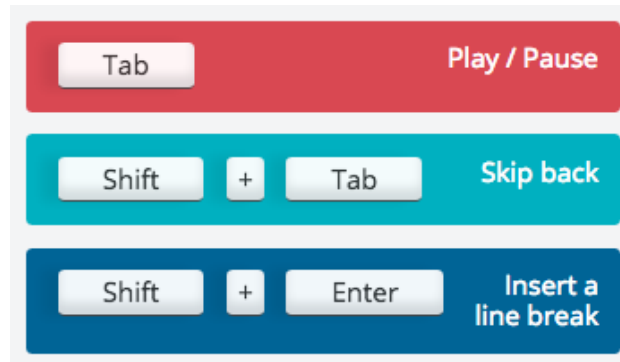 Tab Play / Pause
Shift + Tab Skip back
Shift + Enter Insert a
line break